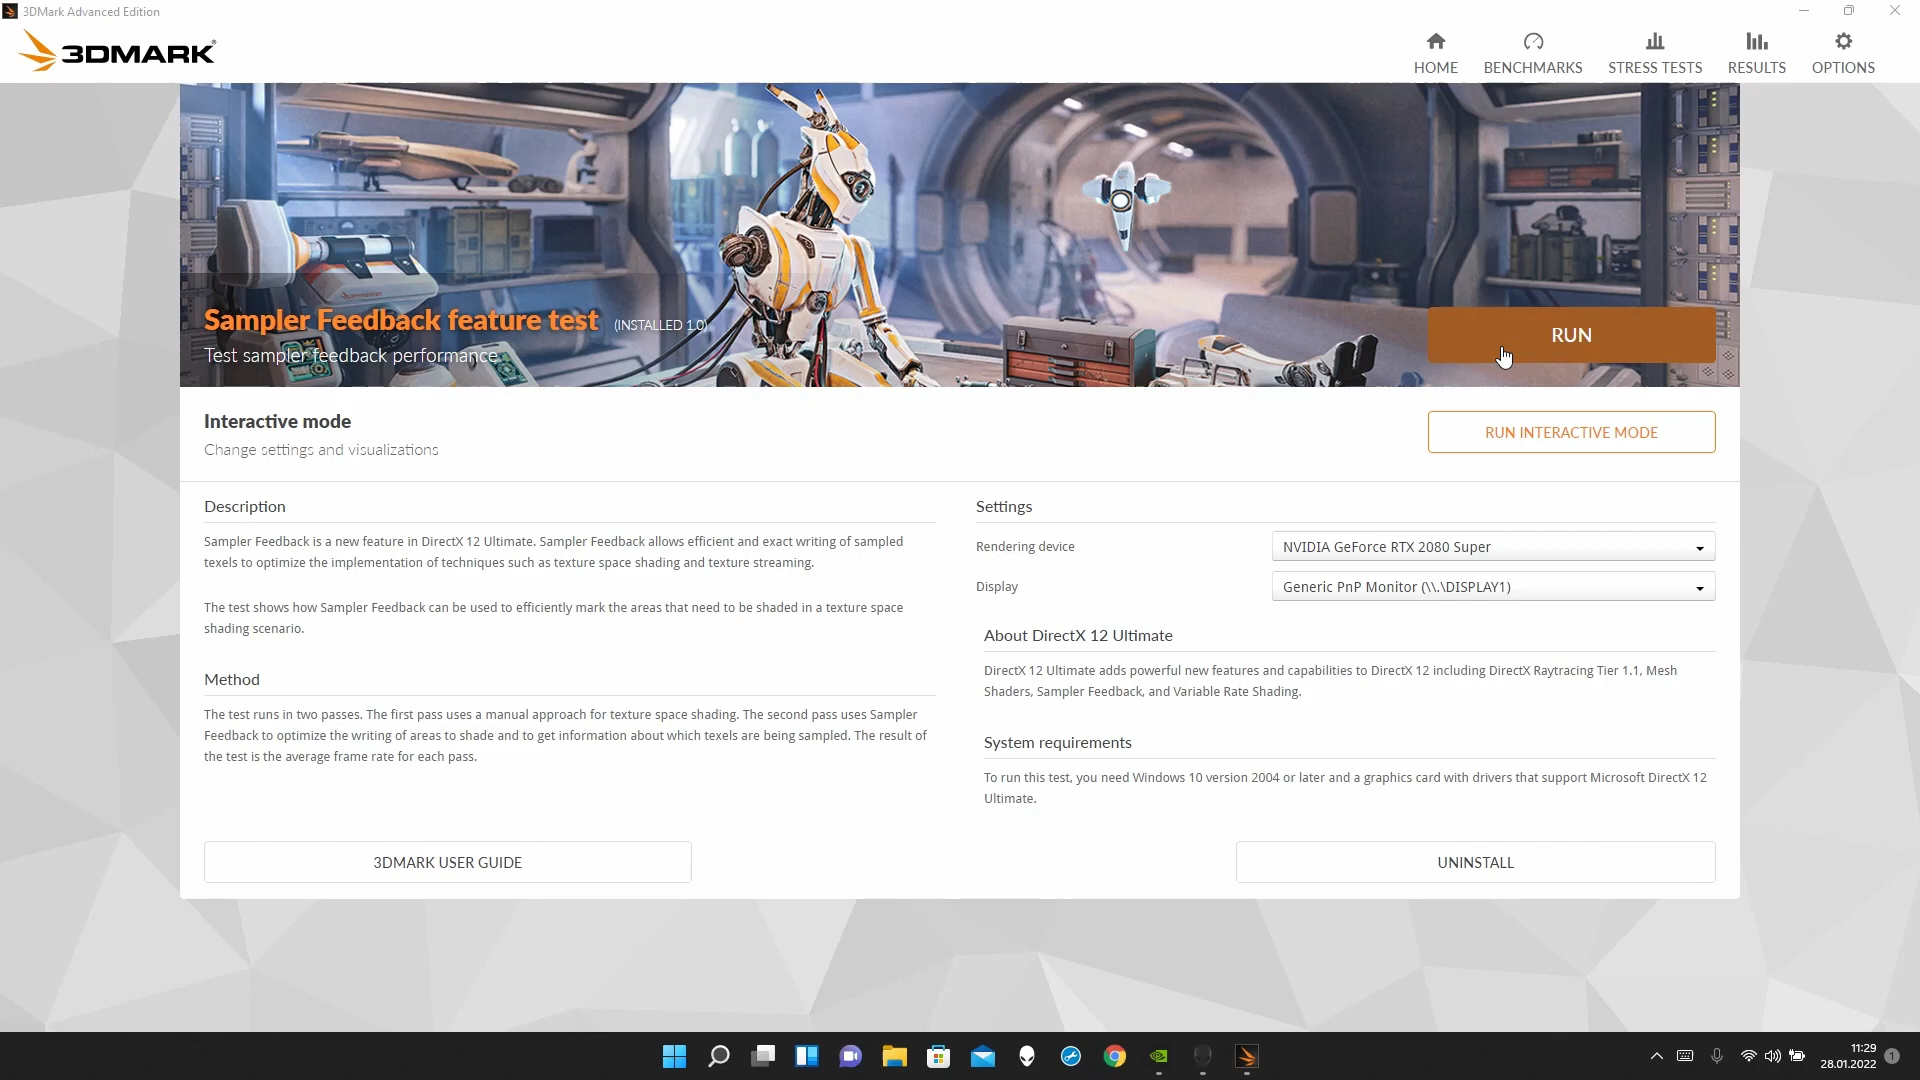 3DMark Advanced Edition
3DMARK
HOME
BENCHMARKS
STRESS TESTS
RESULTS
OPTIONS
Sampler Feedback feature test (INSTALLED 1.0)
Test sampler feedback performance
RUN
Interactive mode
Change settings and visualizations
RUN INTERACTIVE MODE
Description
Sampler Feedback is a new feature in DirectX 12 Ultimate. Sampler Feedback allows efficient and exact writing of sampled
texels to optimize the implementation of techniques such as texture space shading and texture streaming.
The test shows how Sampler Feedback can be used to efficiently mark the areas that need to be shaded in a texture space
shading scenario.
Method
The test runs in two passes. The first pass uses a manual approach for texture space shading. The second pass uses Sampler
Feedback to optimize the writing of areas to shade and to get information about which texels are being sampled. The result of
the test is the average frame rate for each pass.
3DMARK USER GUIDE
Settings
Rendering device
NVIDIA GeForce RTX 2080 Super
Display
Generic PnP Monitor (\\.\DISPLAY1)
About DirectX 12 Ultimate
DirectX 12 Ultimate adds powerful new features and capabilities to DirectX 12 including DirectX Raytracing Tier 1.1, Mesh
Shaders, Sampler Feedback, and Variable Rate Shading.
System requirements
To run this test, you need Windows 10 version 2004 or later and a graphics card with drivers that support Microsoft DirectX 12
Ultimate.
UNINSTALL
11:29
28.01.2022
1